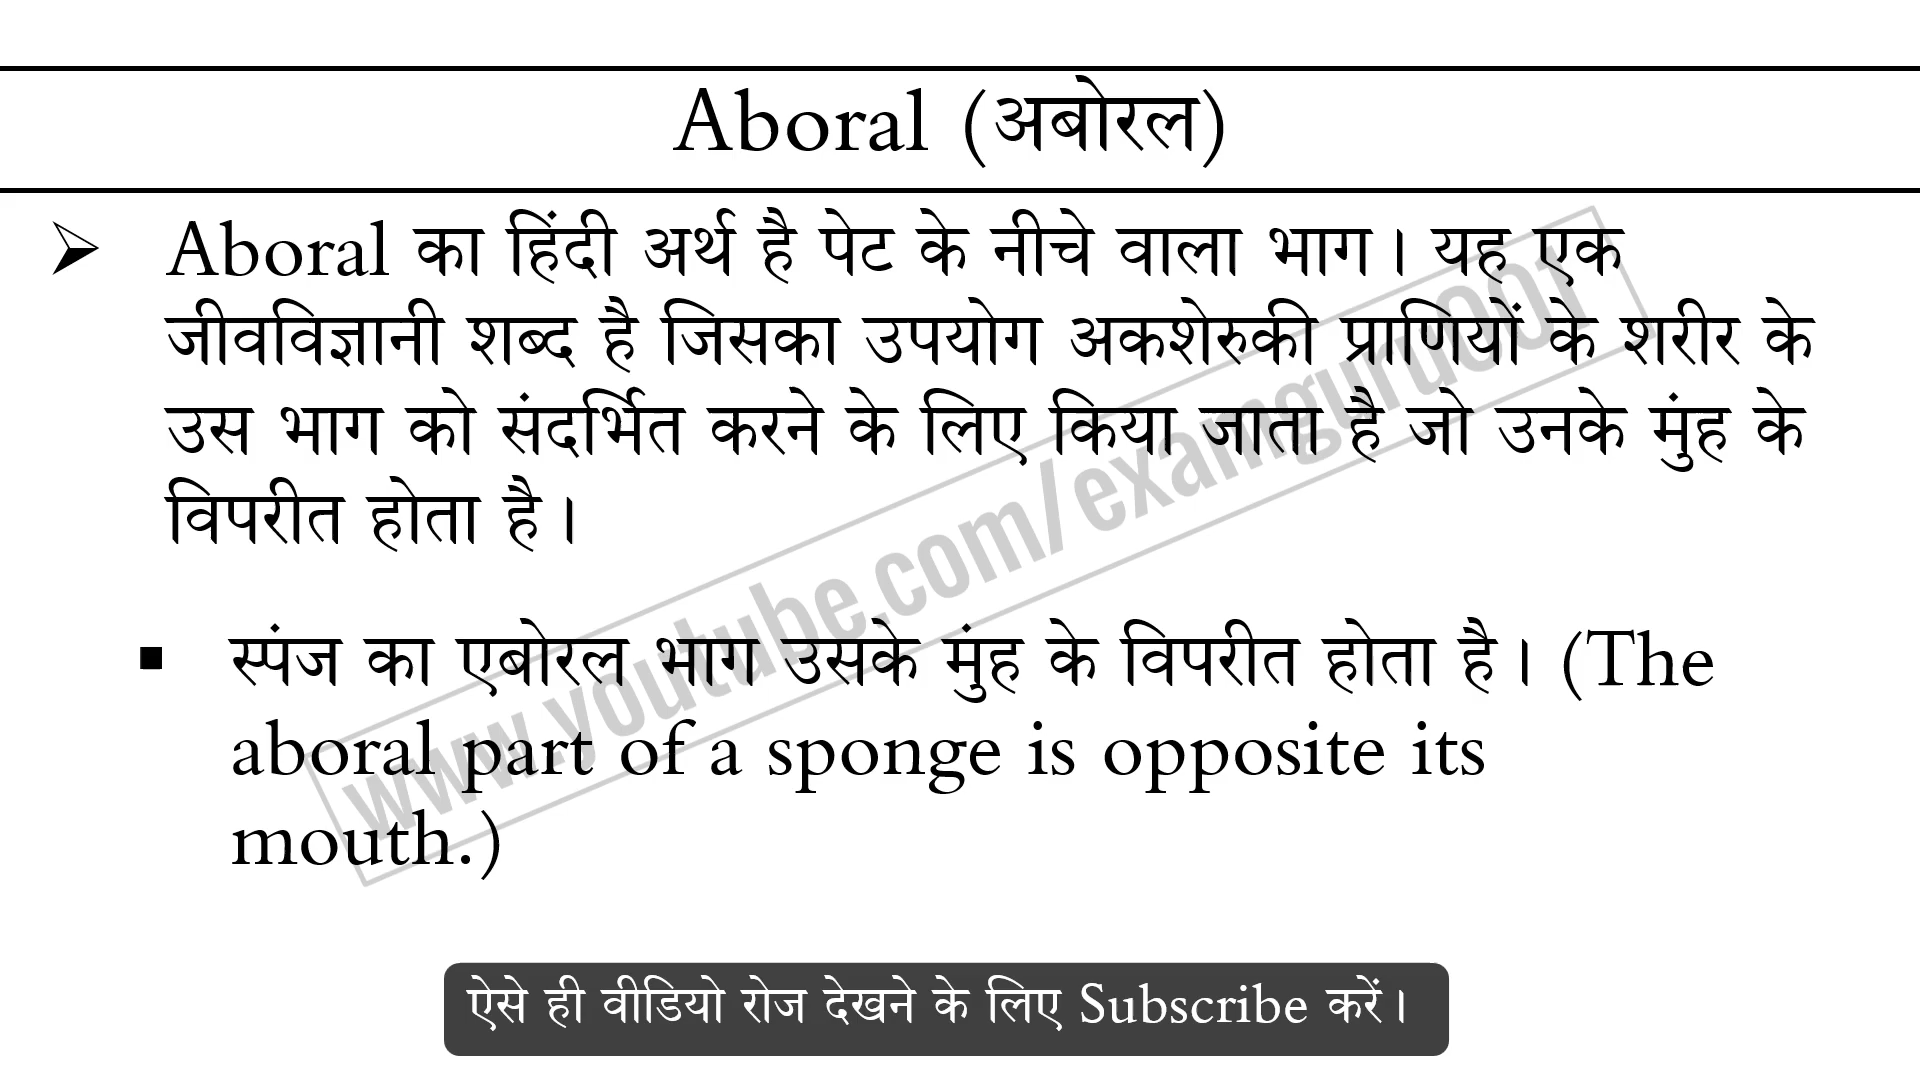 Aboral (अबोरल)
➢ Aboral का हिंदी अर्थ है पेट के नीचे वाला भाग। यह एक
जीवविज्ञानी शब्द है जिसका उपयोग अकशेरुकी प्राणियों के शरीर के
उस भाग को संदर्भित करने के लिए किया जाता है जो उनके मुंह के
विपरीत होता है।
▪ स्पंज का एबोरल भाग उसके मुंह के विपरीत होता है। (The
aboral part of a sponge is opposite its
mouth.)
www.youtube.com/examguru001
ऐसे ही वीडियो रोज देखने के लिए Subscribe करें।